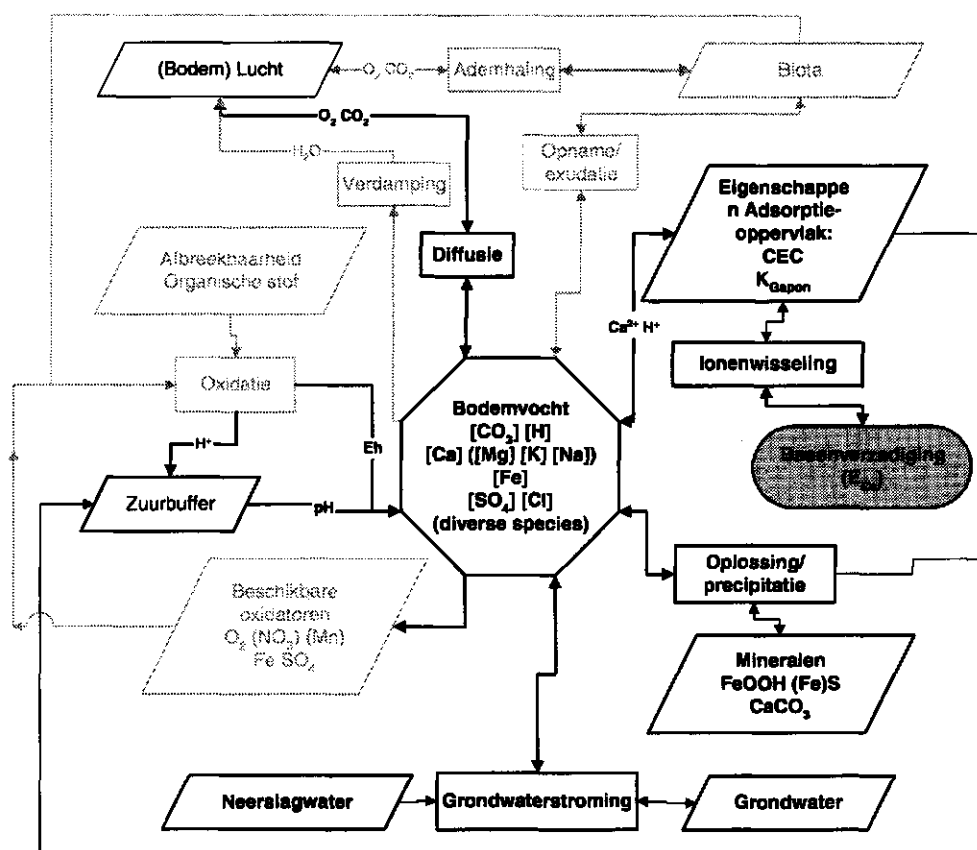 (Bodem) Lucht
O₂ CO₂
Ademhaling
Biota
O₂ CO₂
H₂O
Verdamping
Opname/
exudatie
Eigenschappe
n Adsorptie-
oppervlak:
CEC
K_Gapon
Diffusie
Afbreekbaarheid
Organische stof
Ca²⁺ H⁺
Ionenwisseling
Oxidatie
Bodemvocht
[CO₃] [H]
[Ca] ([Mg] [K] [Na])
[Fe]
[SO₄] [Cl]
(diverse species)
Eh
H⁺
Basenverzadiging
Zuurbuffer
pH
Oplossing/
precipitatie
Beschikbare
oxidatoren
O₂ (NO₃) (Mn)
Fe SO₄
Mineralen
FeOOH (Fe)S
CaCO₃
Neerslagwater
Grondwaterstroming
Grondwater